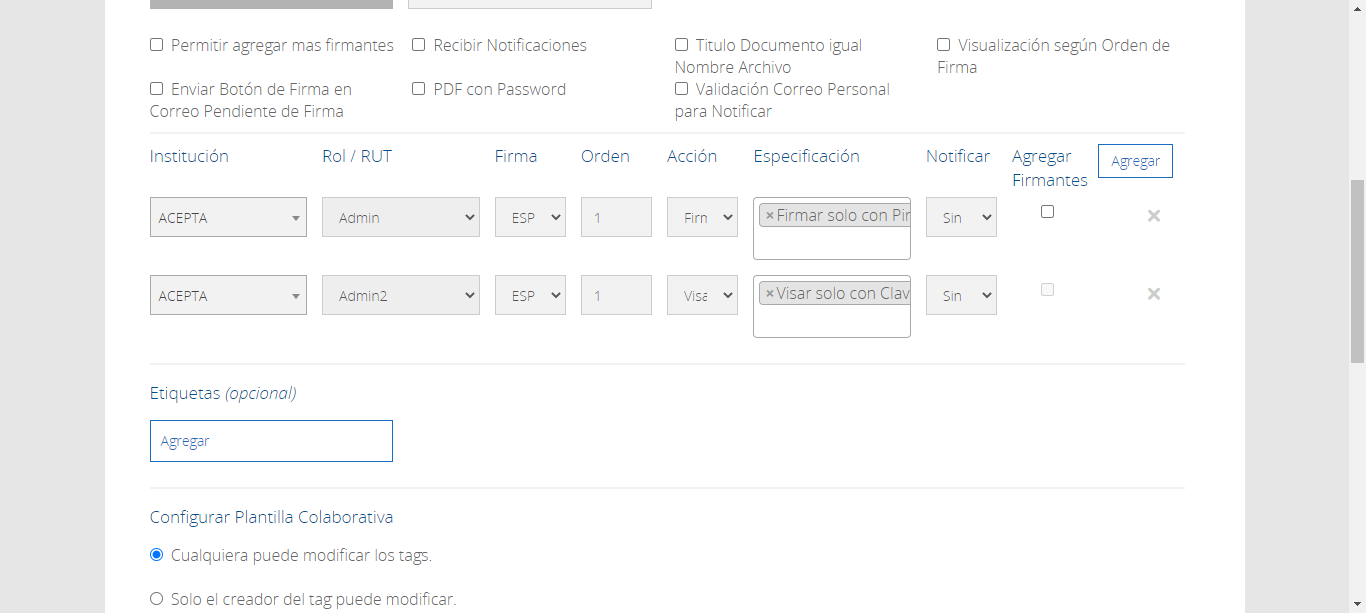 Permitir agregar mas firmantes
Recibir Notificaciones
Titulo Documento igual
Nombre Archivo
Visualización según Orden de
Firma
Enviar Botón de Firma en
Correo Pendiente de Firma
PDF con Password
Validación Correo Personal
para Notificar
Institución Rol / RUT Firma Orden Acción Especificación Notificar Agregar
Firmantes
Agregar
ACEPTA Admin ESP 1 Firm ×Firmar solo con Pin Sin ×
ACEPTA Admin2 ESP 1 Visa ×Visar solo con Clav Sin ×
Etiquetas (opcional)
Agregar
Configurar Plantilla Colaborativa
Cualquiera puede modificar los tags.
Solo el creador del tag puede modificar.